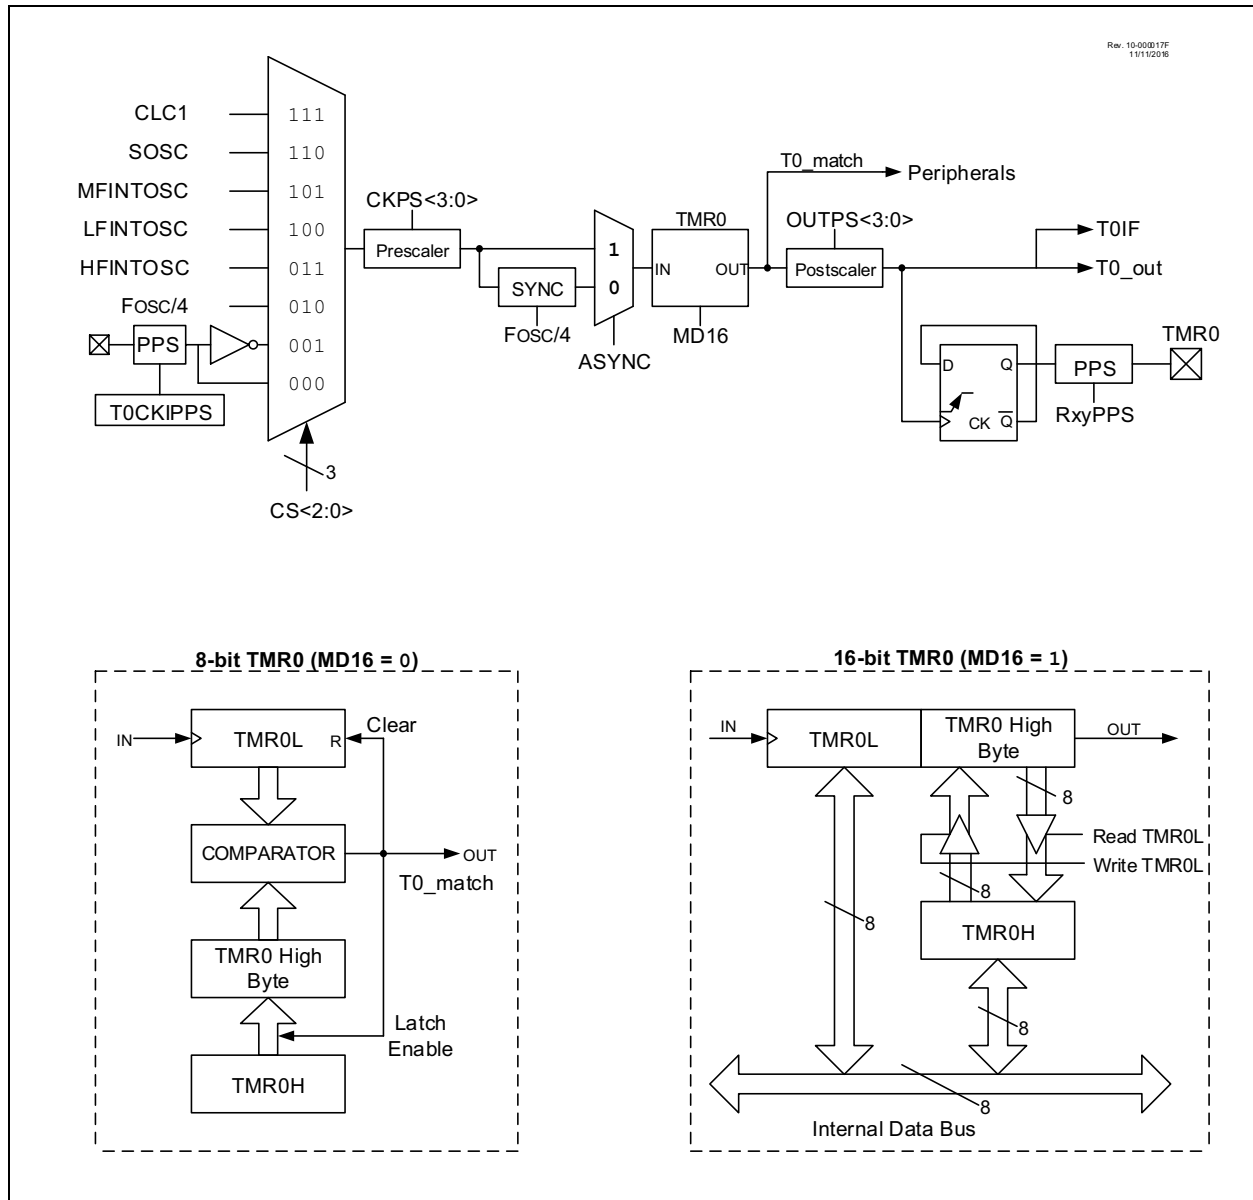 Rev. 10-000017F
11/11/2016
CLC1
111
SOSC
110
MFINTOSC
101
LFINTOSC
100
HFINTOSC
011
FOSC/4
010
PPS
001
000
T0CKIPPS
3
CS<2:0>
CKPS<3:0>
Prescaler
SYNC
FOSC/4
1
0
ASYNC
TMR0
IN
OUT
MD16
T0_match
Peripherals
OUTPS<3:0>
Postscaler
T0IF
T0_out
D
Q
CK
Q
PPS
RxyPPS
TMR0
8-bit TMR0 (MD16 = 0)
IN
TMR0L
R
Clear
COMPARATOR
OUT
T0_match
TMR0 High
Byte
Latch
Enable
TMR0H
16-bit TMR0 (MD16 = 1)
IN
TMR0L
TMR0 High
Byte
OUT
8
Read TMR0L
Write TMR0L
8
8
TMR0H
8
8
Internal Data Bus